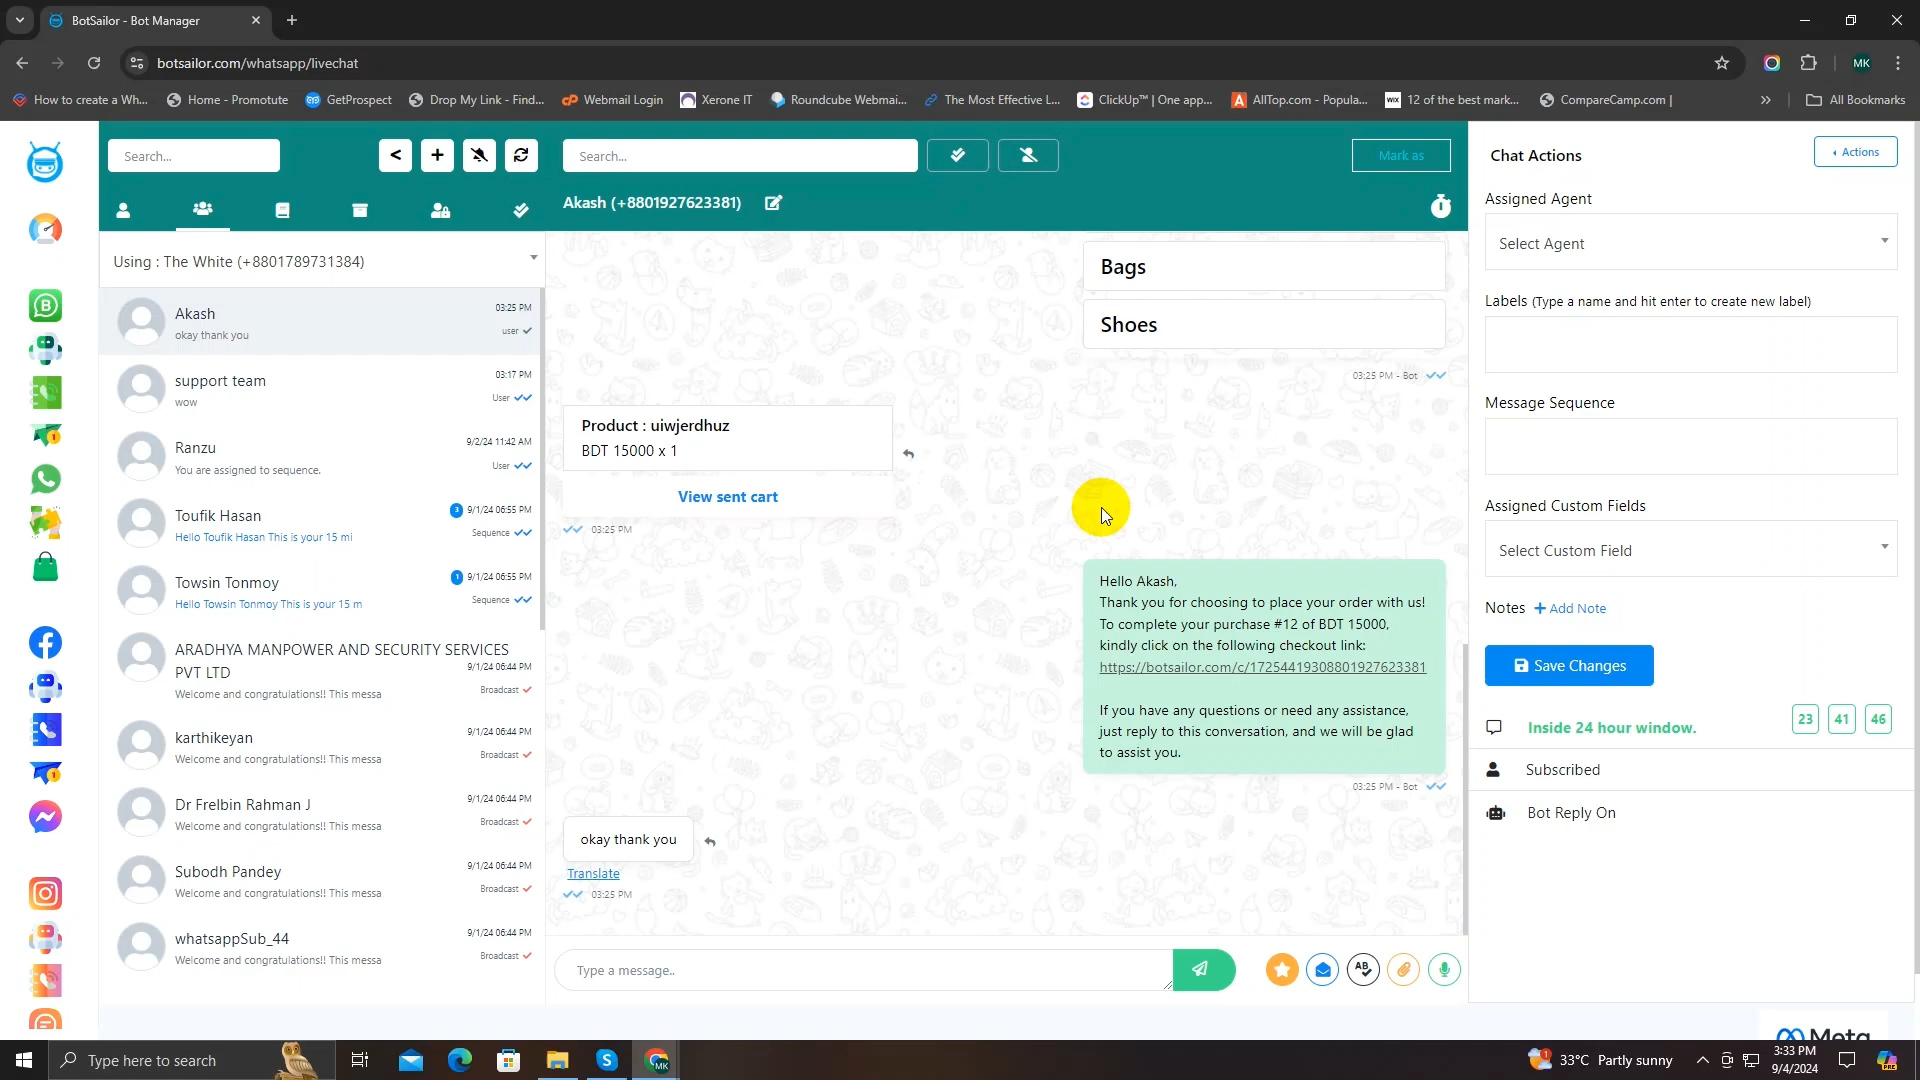 BotSailor - Bot Manager
botsailor.com/whatsapp/livechat
MK
How to create a Wh...
Home - Promotute
GetProspect
Drop My Link - Find...
Webmail Login
Xerone IT
Roundcube Webmai...
The Most Effective L...
ClickUp™ | One app...
AllTop.com - Popula...
WIX
12 of the best mark...
CompareCamp.com |
All Bookmarks
Search...
Search...
Mark as
Akash (+8801927623381)
Using : The White (+8801789731384)
Akash
03:25 PM
okay thank you
user
support team
03:17 PM
wow
User
Ranzu
9/2/24 11:42 AM
You are assigned to sequence.
User
Toufik Hasan
3
9/1/24 06:55 PM
Hello Toufik Hasan This is your 15 mi
Sequence
Towsin Tonmoy
1
9/1/24 06:55 PM
Hello Towsin Tonmoy This is your 15 m
Sequence
ARADHYA MANPOWER AND SECURITY SERVICES
PVT LTD
9/1/24 06:44 PM
Welcome and congratulations!! This messa
Broadcast
karthikeyan
9/1/24 06:44 PM
Welcome and congratulations!! This messa
Broadcast
Dr Frelbin Rahman J
9/1/24 06:44 PM
Welcome and congratulations!! This messa
Broadcast
Subodh Pandey
9/1/24 06:44 PM
Welcome and congratulations!! This messa
Broadcast
whatsappSub_44
9/1/24 06:44 PM
Welcome and congratulations!! This messa
Broadcast
Bags
Shoes
03:25 PM - Bot
Product : uiwjerdhuz
BDT 15000 x 1
View sent cart
03:25 PM
Hello Akash,
Thank you for choosing to place your order with us!
To complete your purchase #12 of BDT 15000,
kindly click on the following checkout link:
https://botsailor.com/c/17254419308801927623381
If you have any questions or need any assistance,
just reply to this conversation, and we will be glad
to assist you.
03:25 PM - Bot
okay thank you
Translate
03:25 PM
Type a message..
AB
Chat Actions
Actions
Assigned Agent
Select Agent
Labels (Type a name and hit enter to create new label)
Message Sequence
Assigned Custom Fields
Select Custom Field
Notes + Add Note
Save Changes
Inside 24 hour window.
23 41 46
Subscribed
Bot Reply On
Meta
Type here to search
MK
33°C Partly sunny
3:33 PM
9/4/2024